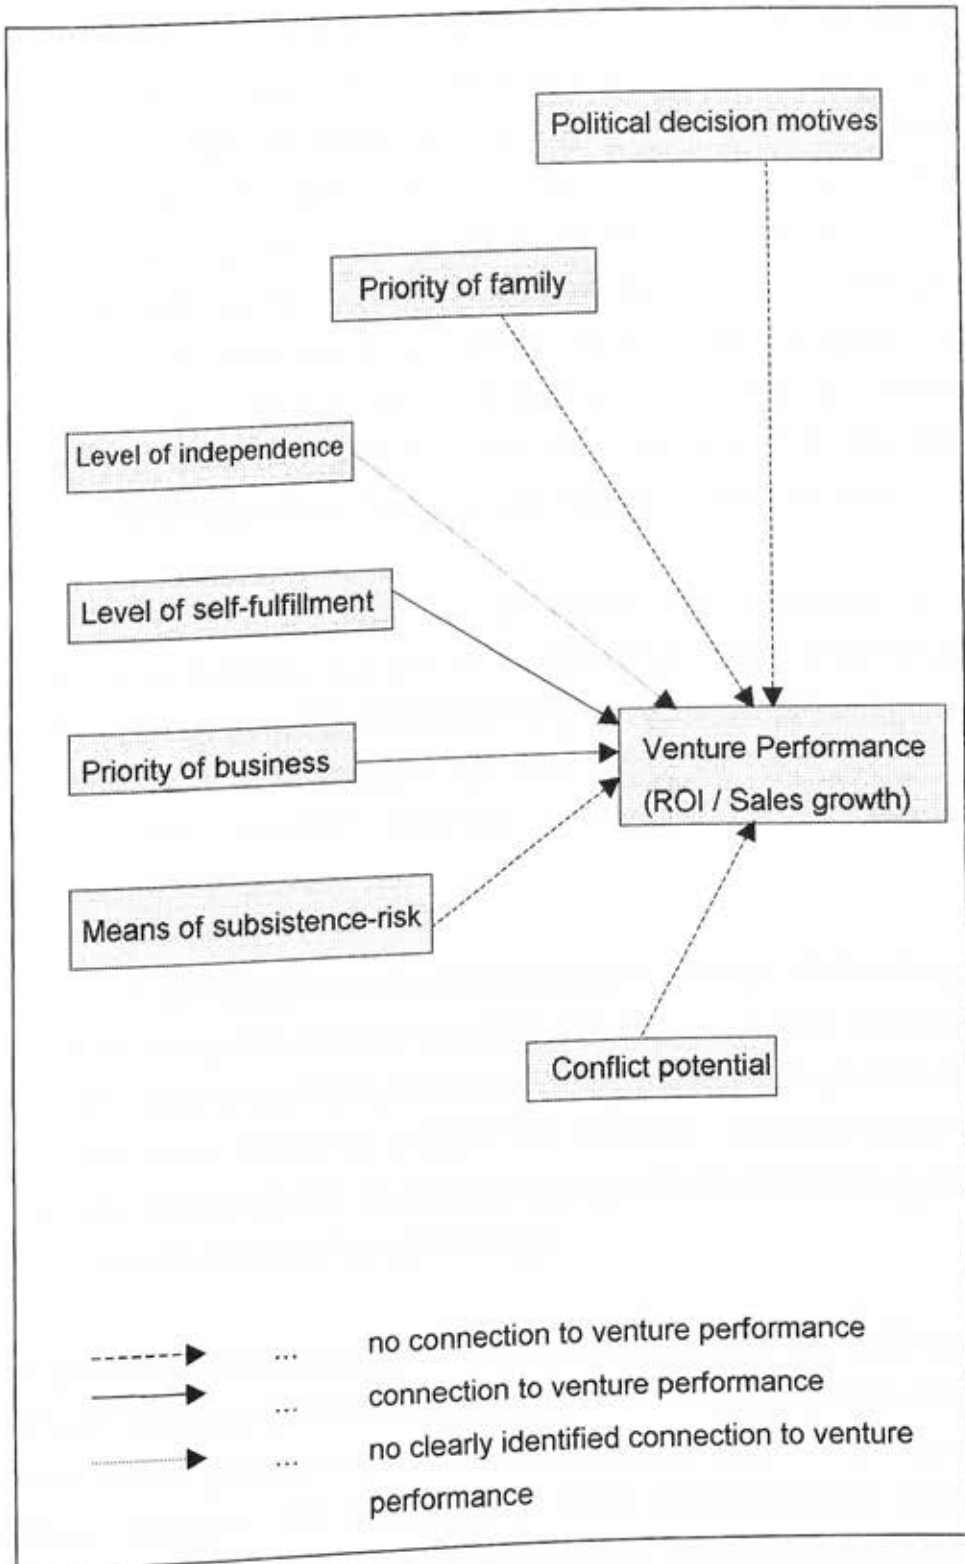 Political decision motives
Priority of family
Level of independence
Level of self-fulfillment
Priority of business
Venture Performance
(ROI / Sales growth)
Means of subsistence-risk
Conflict potential
... no connection to venture performance
... connection to venture performance
... no clearly identified connection to venture
performance